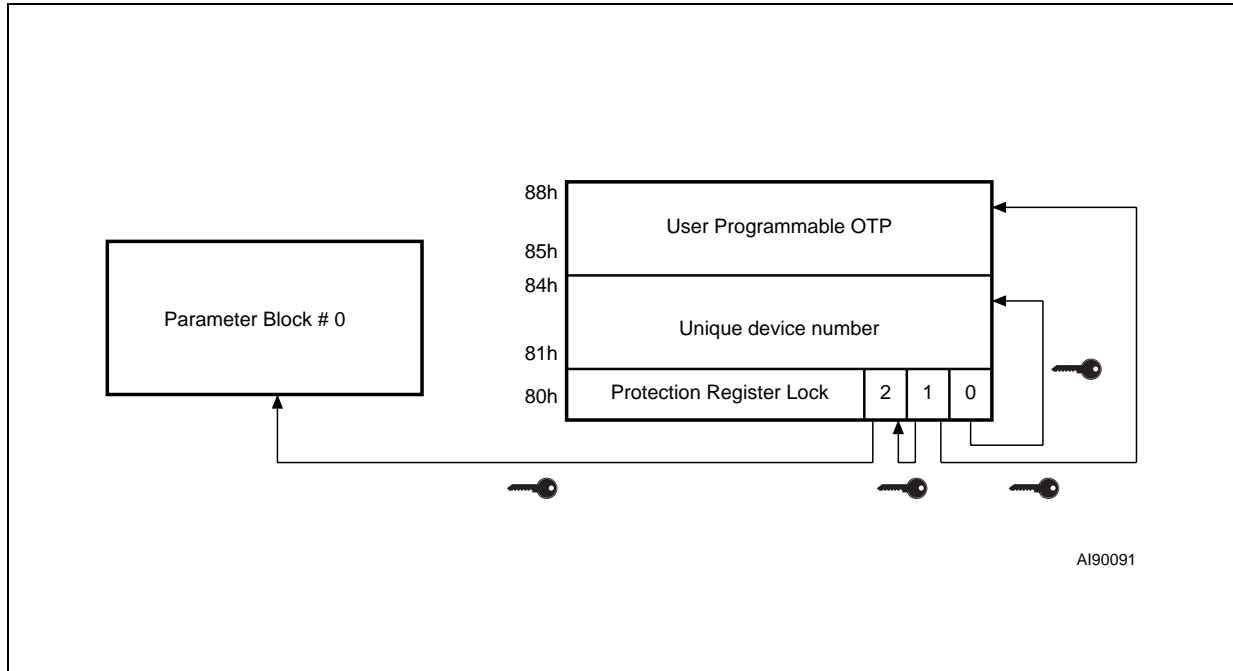 88h
User Programmable OTP
85h
84h
Parameter Block # 0
Unique device number
81h
80h
Protection Register Lock
2
1
0
AI90091